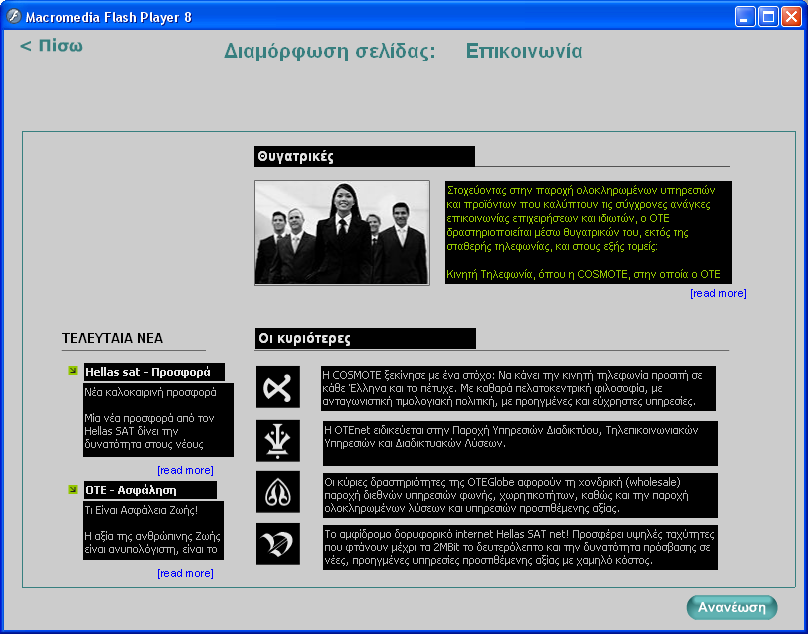 Macromedia Flash Player 8
< Πίσω
Διαμόρφωση σελίδας: Επικοινωνία
Θυγατρικές
Στοχεύοντας στην παροχή ολοκληρωμένων υπηρεσιών
και προϊόντων που καλύπτουν τις σύγχρονες ανάγκες
επικοινωνίας επιχειρήσεων και ιδιωτών, ο ΟΤΕ
δραστηριοποιείται μέσω θυγατρικών του, εκτός της
σταθερής τηλεφωνίας, και στους εξής τομείς:
Κινητή Τηλεφωνία, όπου η COSMOTE, στην οποία ο ΟΤΕ
[read more]
ΤΕΛΕΥΤΑΙΑ ΝΕΑ
Hellas sat - Προσφορά
Νέα καλοκαιρινή προσφορά
Μία νέα προσφορά από τον
Hellas SAT δίνει την
δυνατότητα στους νέους
[read more]
ΟΤΕ - Ασφάληση
Τι Είναι Ασφάλεια Ζωής!
Η αξία της ανθρώπινης Ζωής
είναι ανυπολόγιστη, είναι το
[read more]
Οι κυριότερες
Η COSMOTE ξεκίνησε με ένα στόχο: Να κάνει την κινητή τηλεφωνία προσιτή σε
κάθε Έλληνα και το πέτυχε. Με καθαρά πελατοκεντρική φιλοσοφία, με
ανταγωνιστική τιμολογιακή πολιτική, με προηγμένες και εύχρηστες υπηρεσίες.
Η OTEnet ειδικεύεται στην Παροχή Υπηρεσιών Διαδικτύου, Τηλεπικοινωνιακών
Υπηρεσιών και Διαδικτυακών Λύσεων.
Οι κύριες δραστηριότητες της OTEGlobe αφορούν τη χονδρική (wholesale)
παροχή διεθνών υπηρεσιών φωνής, χωρητικοτήτων, καθώς και την παροχή
ολοκληρωμένων λύσεων και υπηρεσιών προστιθέμενης αξίας.
Το αμφίδρομο δορυφορικό internet Hellas SAT net! Προσφέρει υψηλές ταχύτητες
που φτάνουν μέχρι τα 2MBit το δευτερόλεπτο και την δυνατότητα πρόσβασης σε
νέες, προηγμένες υπηρεσίες προστιθέμενης αξίας με χαμηλό κόστος.
Ανανέωση